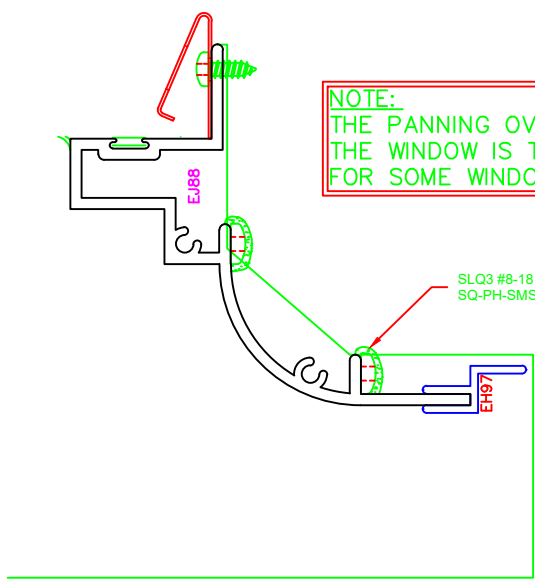 NOTE:
THE PANNING OV
THE WINDOW IS T
FOR SOME WINDO
EJ88
SLQ3 #8-18
SQ-PH-SMS
EH97